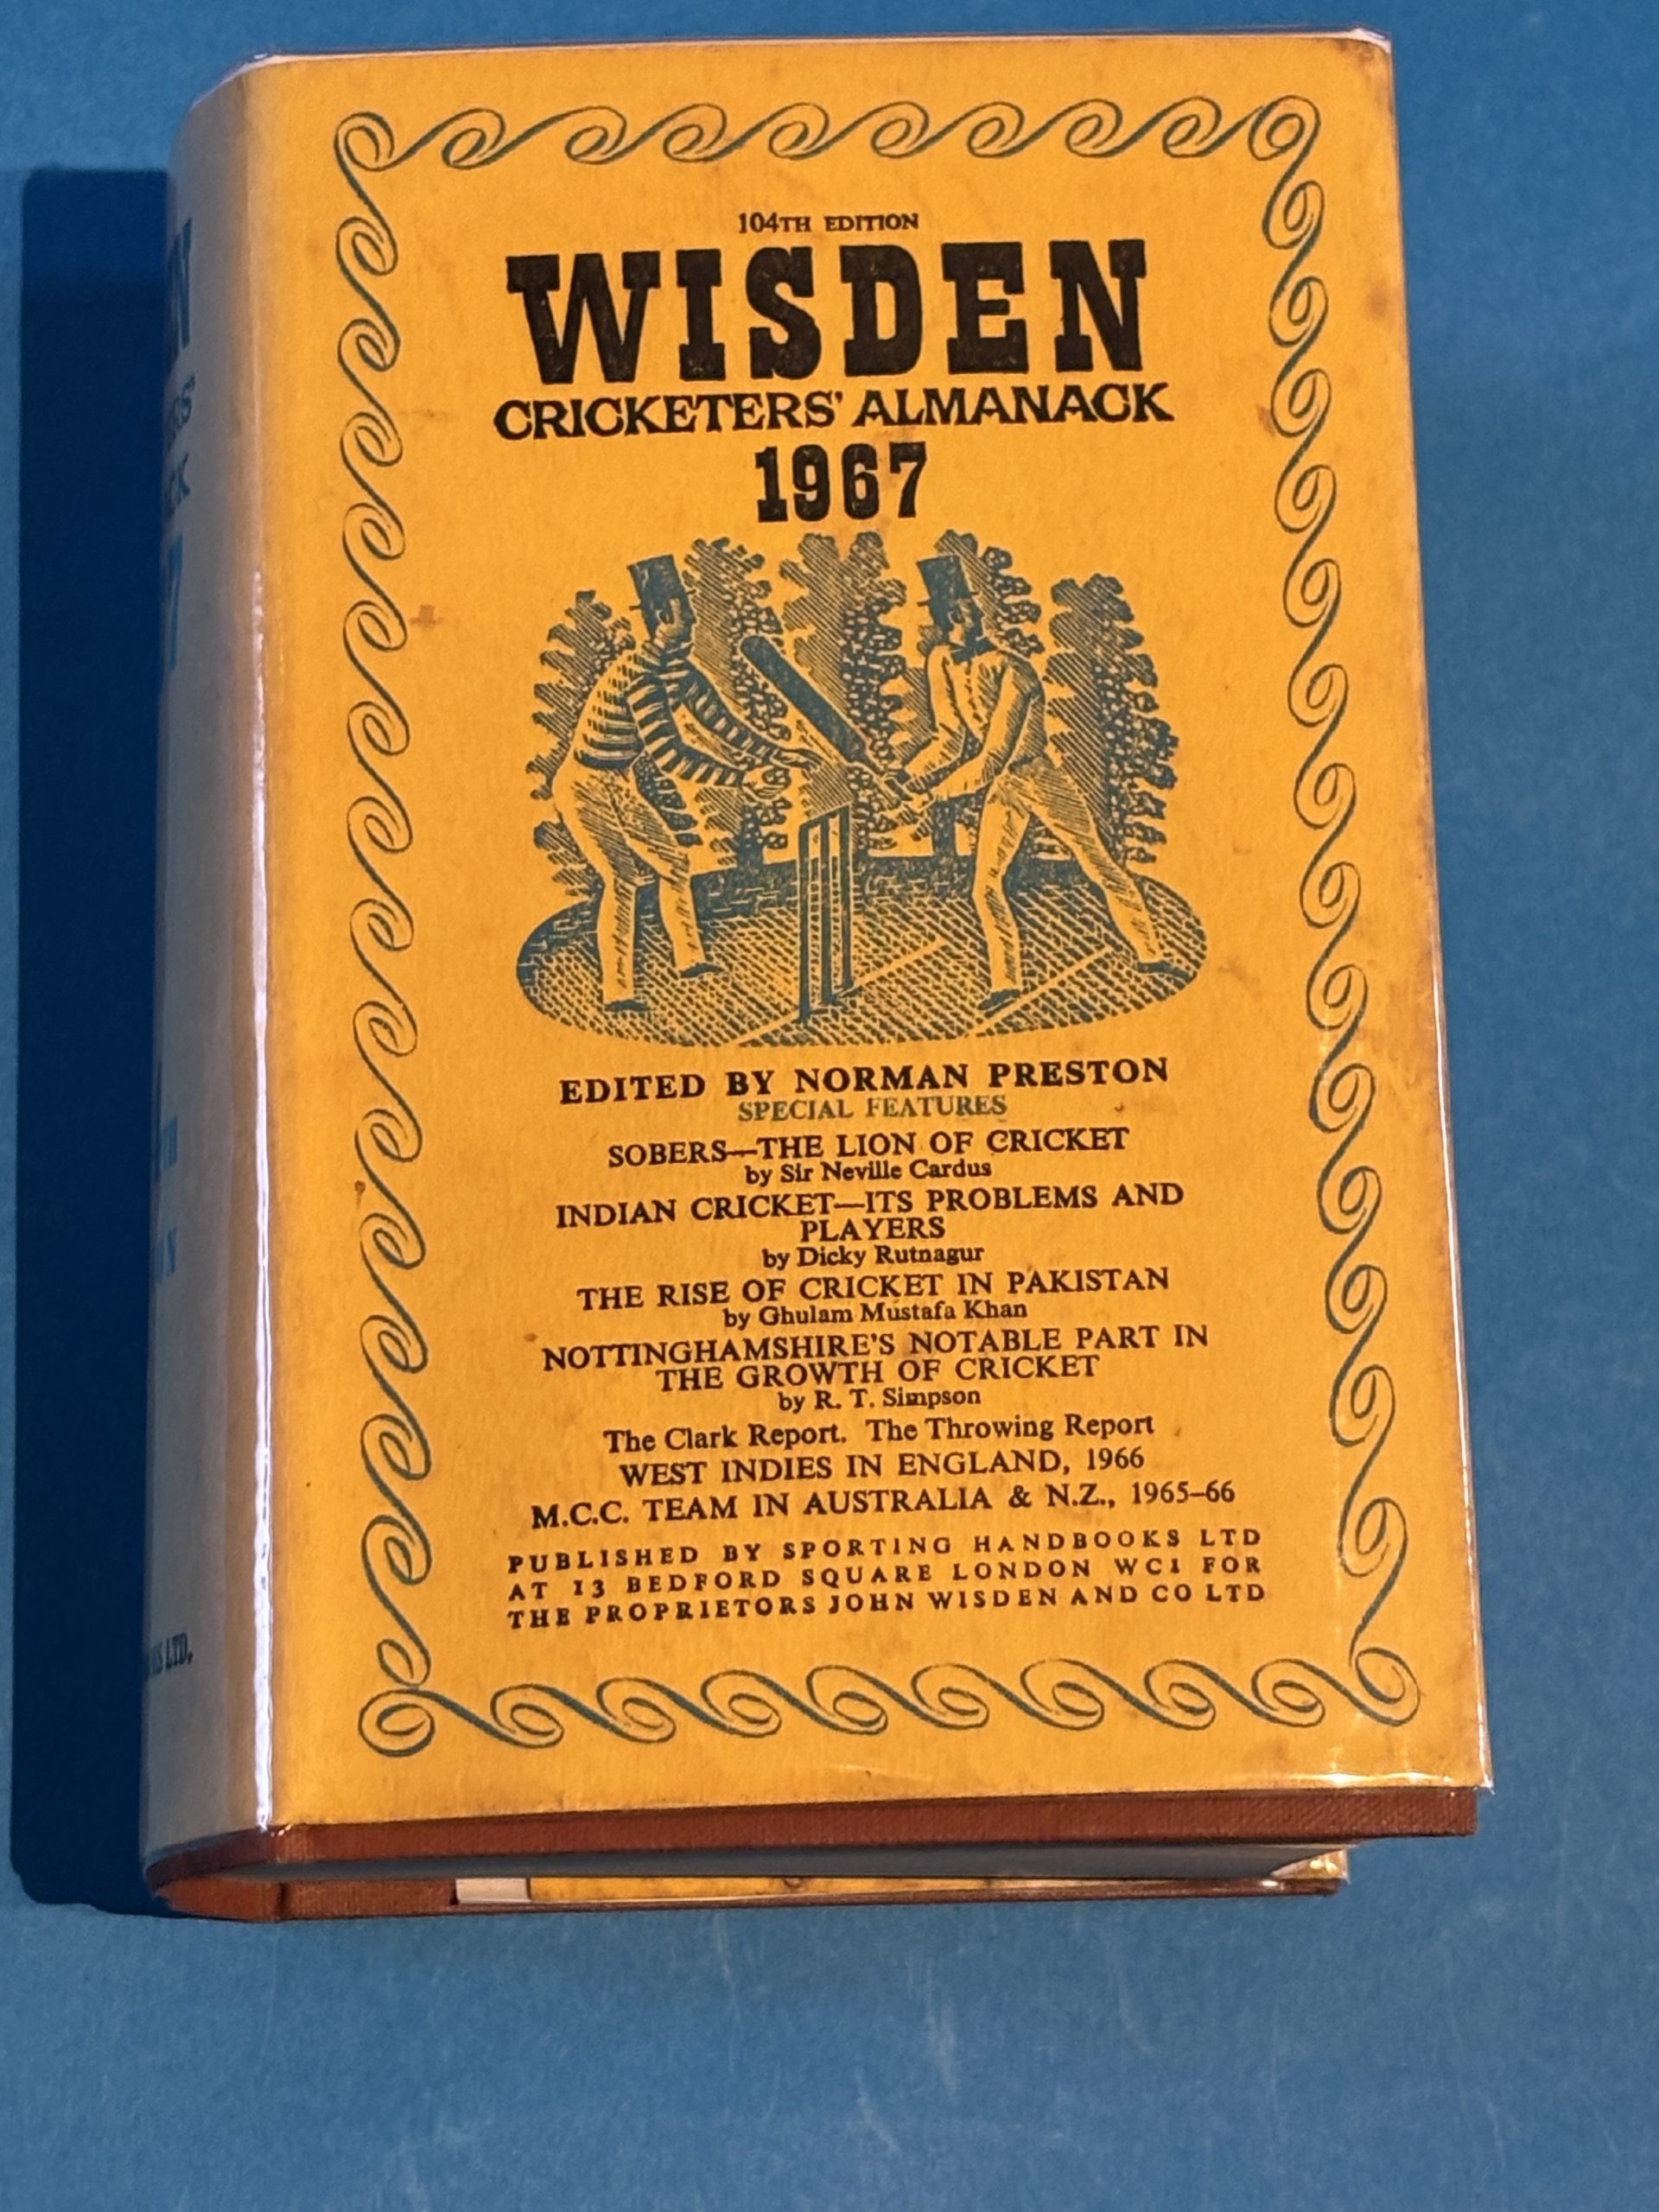 104TH EDITION
WISDEN
CRICKETERS' ALMANACK
1967
EDITED BY NORMAN PRESTON
SPECIAL FEATURES
SOBERS—THE LION OF CRICKET
by Sir Neville Cardus
INDIAN CRICKET—ITS PROBLEMS AND
PLAYERS
by Dicky Rutnagur
THE RISE OF CRICKET IN PAKISTAN
by Ghulam Mustafa Khan
NOTTINGHAMSHIRE'S NOTABLE PART IN
THE GROWTH OF CRICKET
by R. T. Simpson
The Clark Report. The Throwing Report
WEST INDIES IN ENGLAND, 1966
M.C.C. TEAM IN AUSTRALIA & N.Z., 1965–66
PUBLISHED BY SPORTING HANDBOOKS LTD
AT 13 BEDFORD SQUARE LONDON WC1 FOR
THE PROPRIETORS JOHN WISDEN AND CO LTD
LTD.